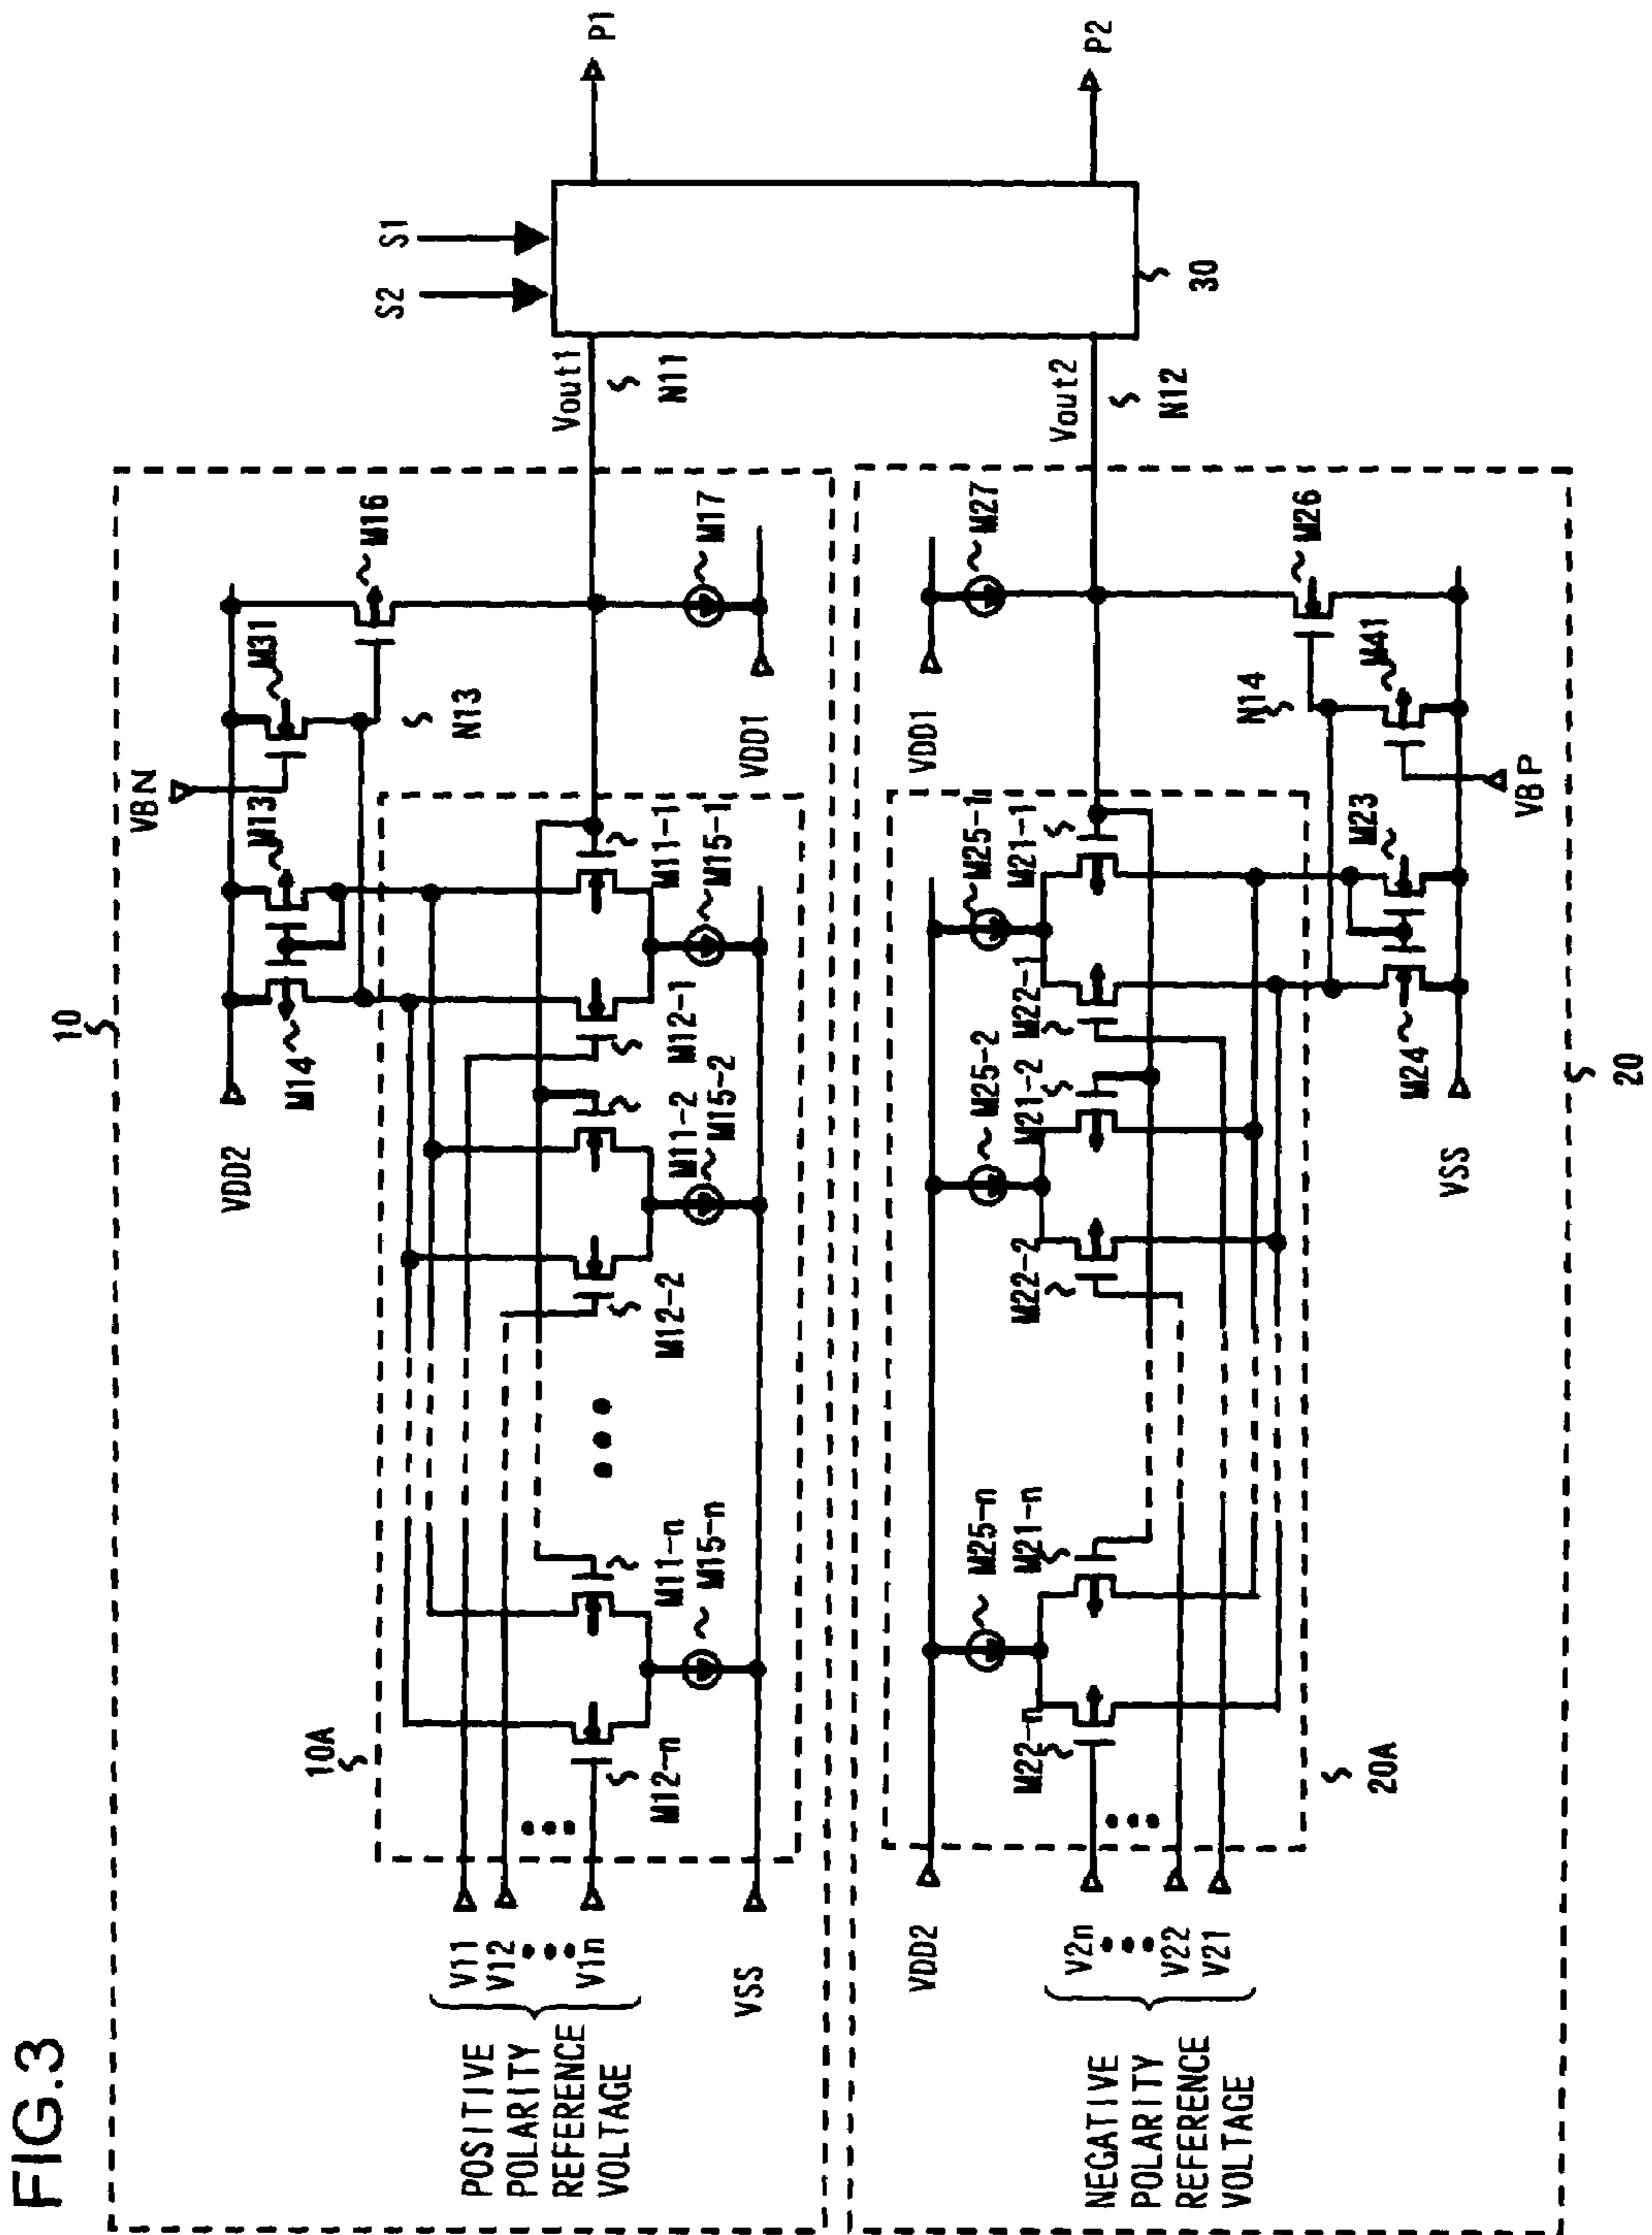 FIG.3
10
VBN
VDD2
M14
M13
M31
M16
N13
10A
M12-n
M11-n
M15-n
M12-2
M11-2
M15-2
M12-1
M11-1
M15-1
M17
VDD1
POSITIVE
POLARITY
REFERENCE
VOLTAGE
V11
V12
V1n
VSS
Vout1
N11
S2
S1
P1
30
P2
Vout2
N12
VDD1
M27
VDD2
M25-n
M22-n
M21-n
M25-2
M22-2
M21-2
M25-1
M22-1
M21-1
NEGATIVE
POLARITY
REFERENCE
VOLTAGE
V2n
V22
V21
20A
N14
M26
M41
M23
M24
VSS
VBP
20